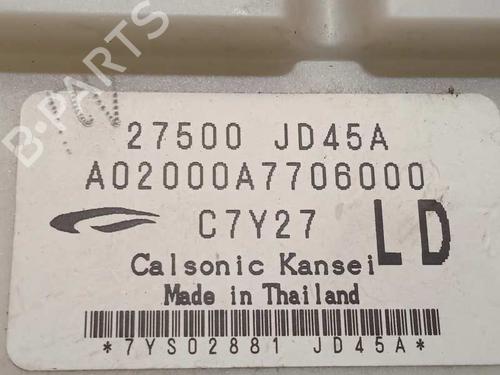 B-PARTS
27500 JD45A
A02000A7706000
C7Y27
LD
Calsonic Kansei
Made in Thailand
*7YS02881 JD45A*